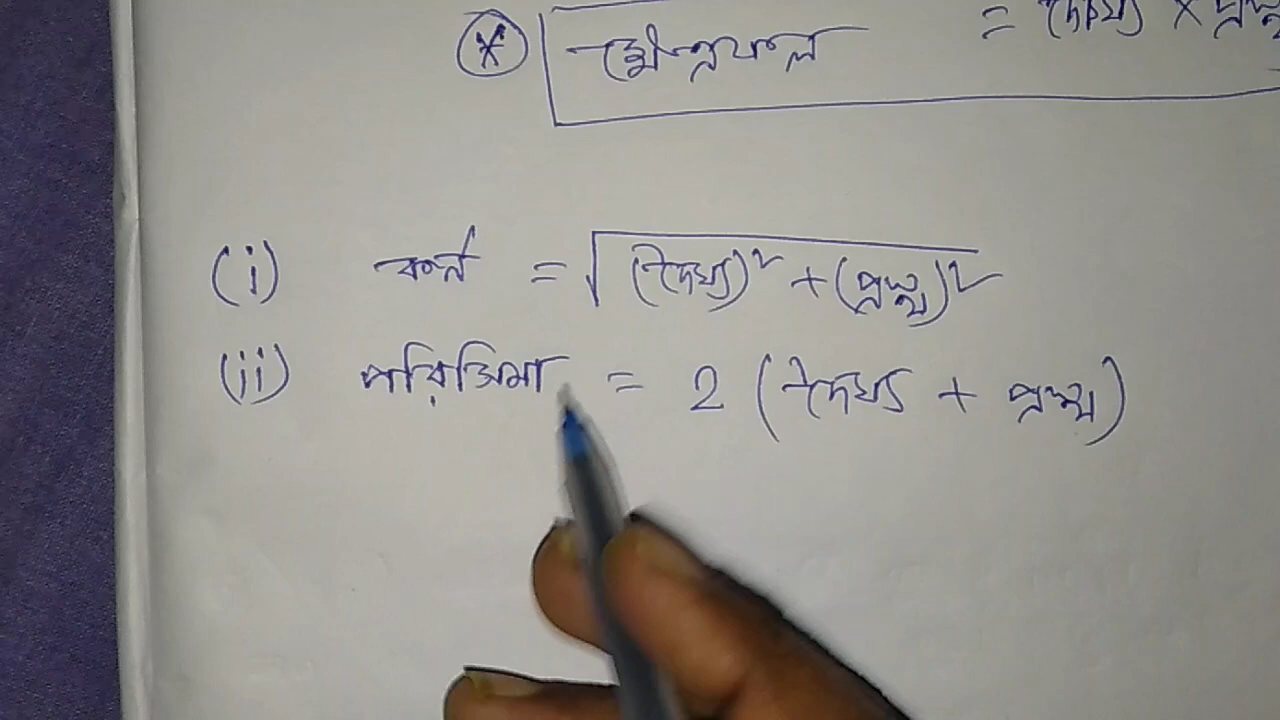 * ক্ষেত্রফল = দৈর্ঘ্য × প্রস্থ
(i) কর্ন = √(দৈর্ঘ্য)² + (প্রস্থ)²
(ii) পরিসিমা = 2 (দৈর্ঘ্য + প্রস্থ)